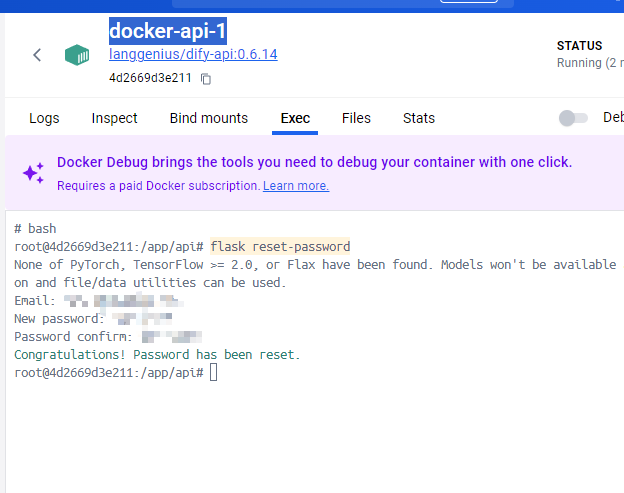 docker-api-1
langgenius/dify-api:0.6.14
4d2669d3e211
STATUS
Running (2 
Logs Inspect Bind mounts Exec Files Stats
Docker Debug brings the tools you need to debug your container with one click.
Requires a paid Docker subscription. Learn more.
# bash
root@4d2669d3e211:/app/api# flask reset-password
None of PyTorch, TensorFlow >= 2.0, or Flax have been found. Models won't be available
on and file/data utilities can be used.
Email:
New password:
Password confirm:
Congratulations! Password has been reset.
root@4d2669d3e211:/app/api#